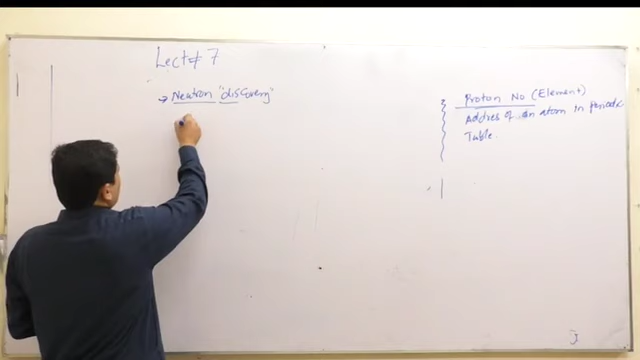 Lect # 7
→ Neutron "discovery"
Proton No (Element)
Addres of an atom in periodic
Table.